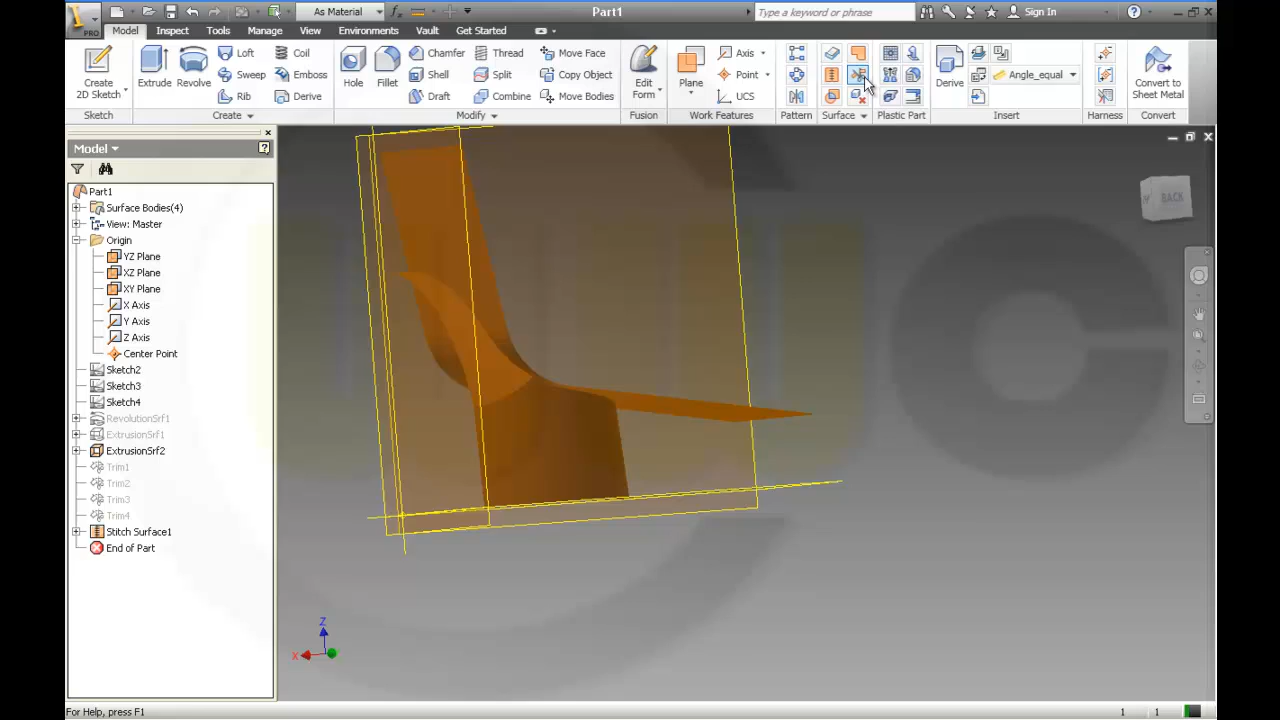 PRO
As Material
Part1
Type a keyword or phrase
Sign In
Model
Inspect
Tools
Manage
View
Environments
Vault
Get Started
Create
2D Sketch
Extrude
Revolve
Loft
Sweep
Rib
Coil
Emboss
Derive
Hole
Fillet
Chamfer
Shell
Draft
Thread
Split
Combine
Move Face
Copy Object
Edit
Form
Plane
Axis
Point
UCS
Derive
Angle_equal
Convert to
Sheet Metal
Sketch
Create
Modify
Fusion
Work Features
Pattern
Surface
Plastic Part
Insert
Harness
Convert
Model
Part1
Surface Bodies(4)
View: Master
Origin
YZ Plane
XZ Plane
XY Plane
X Axis
Y Axis
Z Axis
Center Point
Sketch2
Sketch3
Sketch4
RevolutionSrf1
ExtrusionSrf1
ExtrusionSrf2
Trim1
Trim2
Trim3
Trim4
Stitch Surface1
End of Part
BACK
Z
X
For Help, press F1
1
1